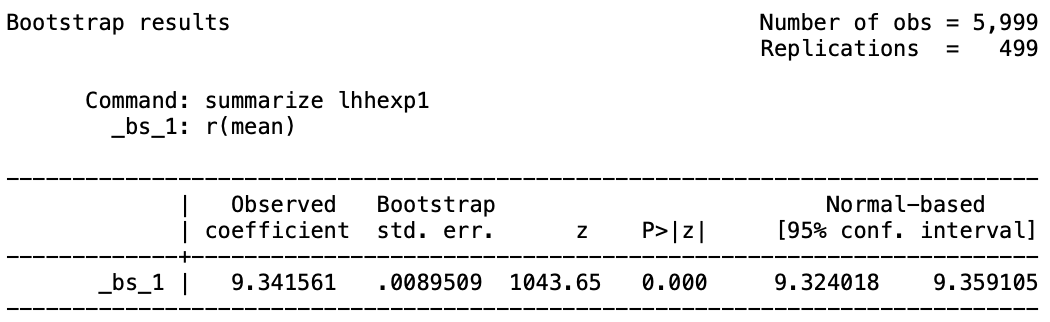 Bootstrap results                                        Number of obs = 5,999
                                                         Replications  =   499

      Command: summarize lhhexp1
        _bs_1: r(mean)

------------------------------------------------------------------------------
             |   Observed   Bootstrap                         Normal-based
             | coefficient  std. err.      z    P>|z|     [95% conf. interval]
-------------+----------------------------------------------------------------
       _bs_1 |   9.341561   .0089509  1043.65   0.000     9.324018    9.359105
------------------------------------------------------------------------------